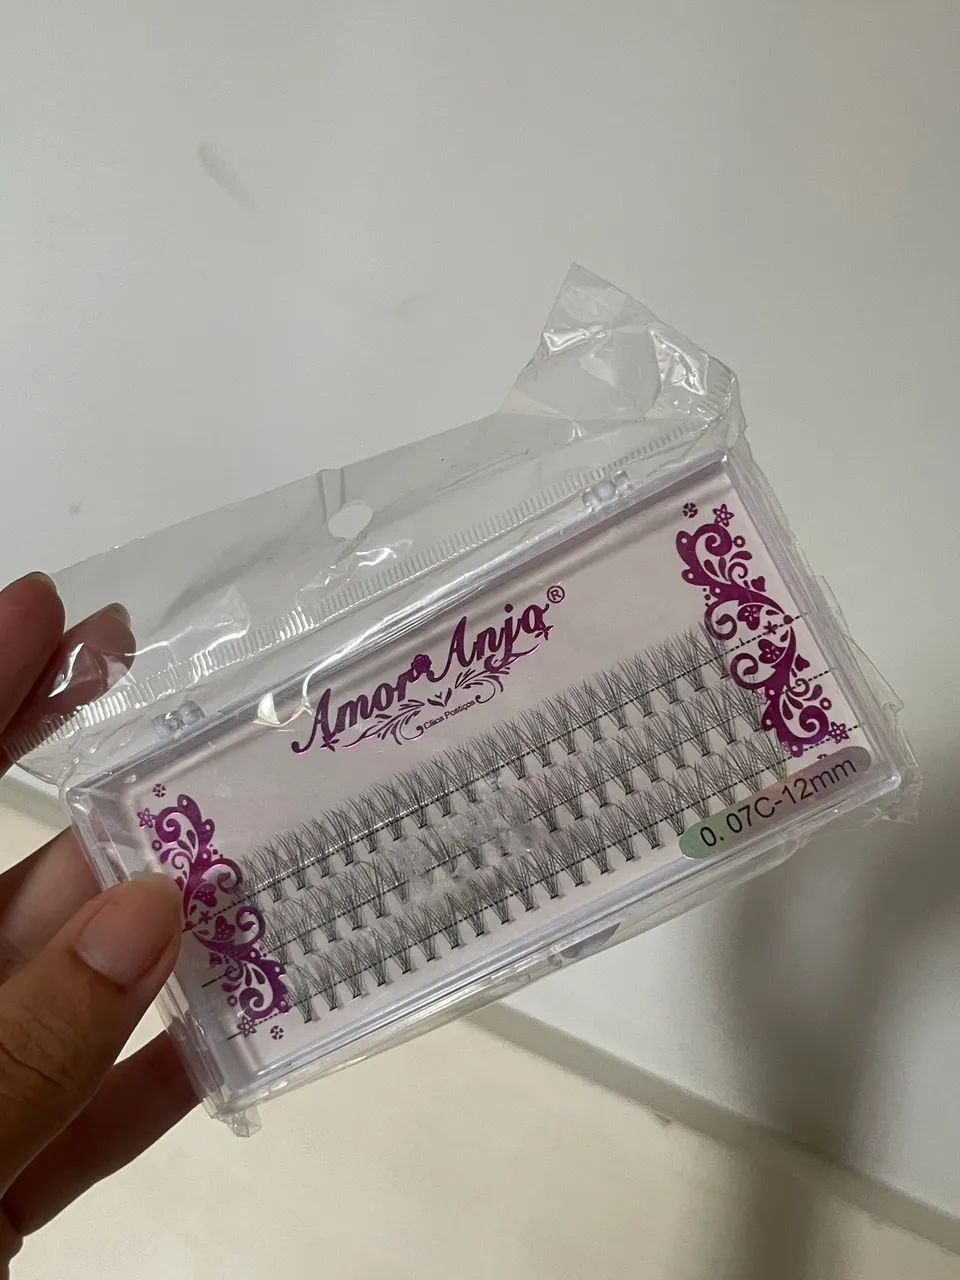 Amor Anjo®
Cílios Postiços
0. 07C-12mm